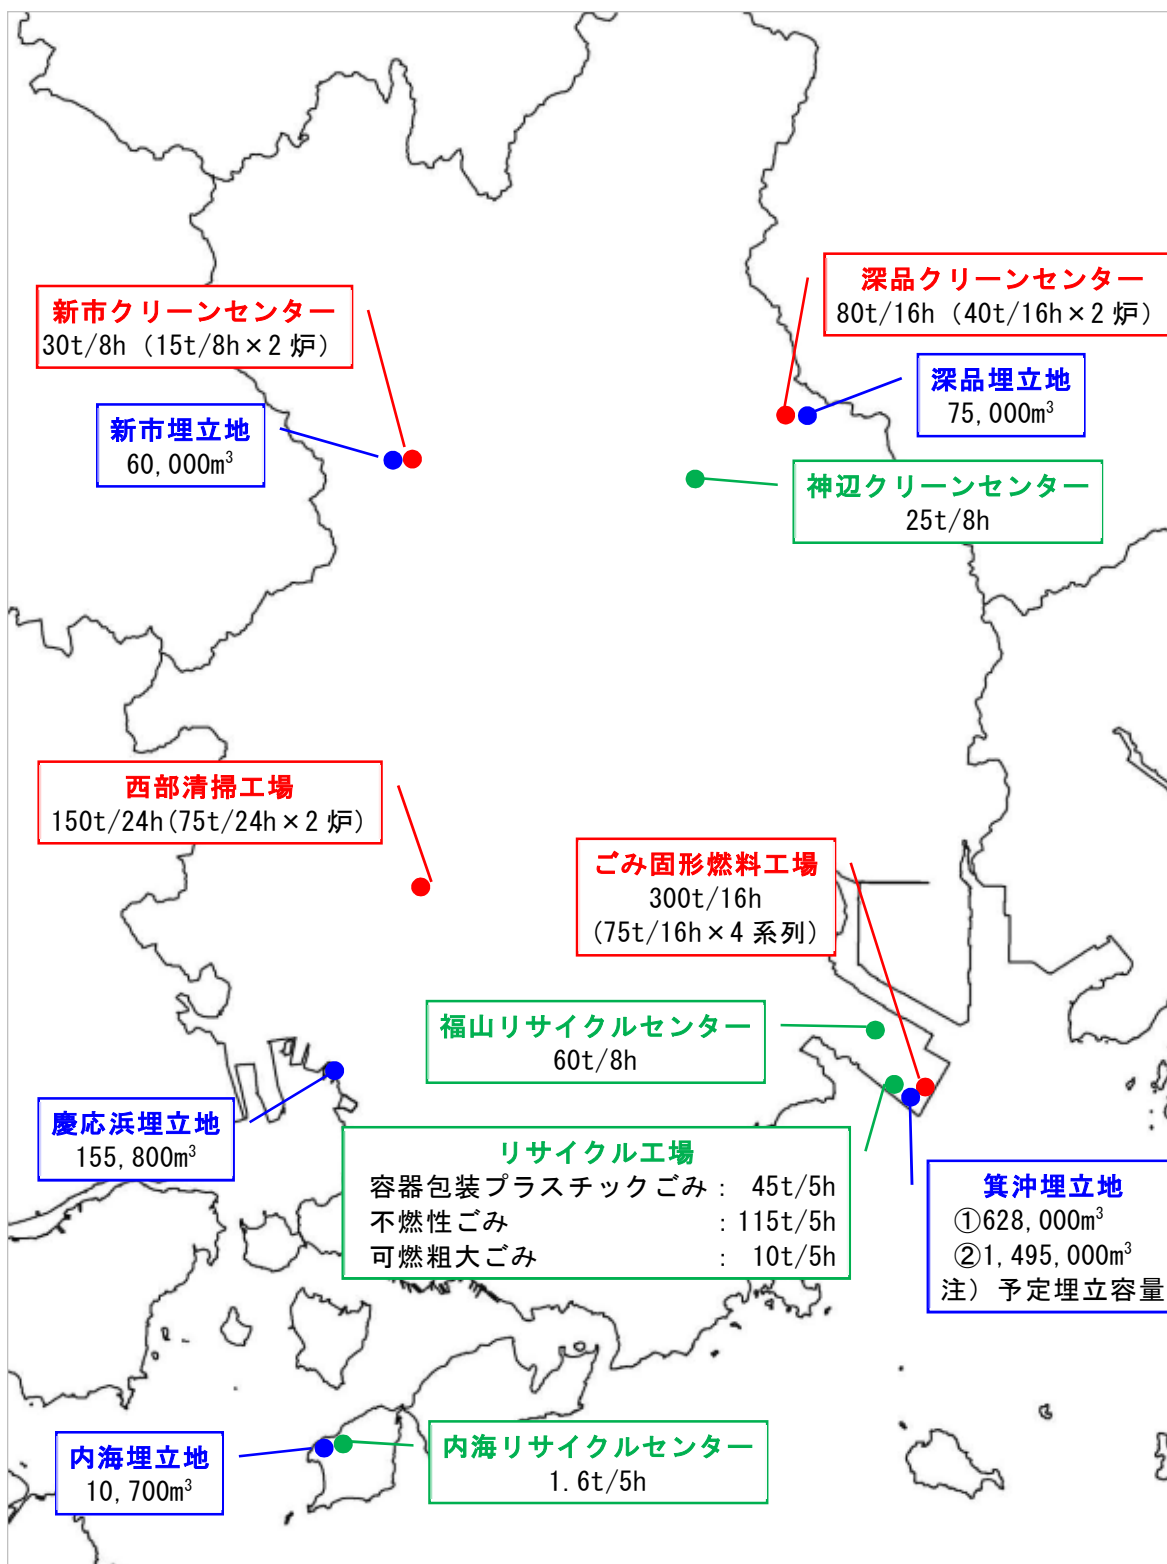 深品クリーンセンター
80t/16h（40t/16h×2炉）
新市クリーンセンター
30t/8h（15t/8h×2炉）
深品埋立地
75,000m³
新市埋立地
60,000m³
神辺クリーンセンター
25t/8h
西部清掃工場
150t/24h(75t/24h×2炉)
ごみ固形燃料工場
300t/16h
(75t/16h×4系列)
福山リサイクルセンター
60t/8h
慶応浜埋立地
155,800m³
リサイクル工場
容器包装プラスチックごみ： 45t/5h
不燃性ごみ ：115t/5h
可燃粗大ごみ ： 10t/5h
箕沖埋立地
①628,000m³
②1,495,000m³
注）予定埋立容量
内海リサイクルセンター
1.6t/5h
内海埋立地
10,700m³